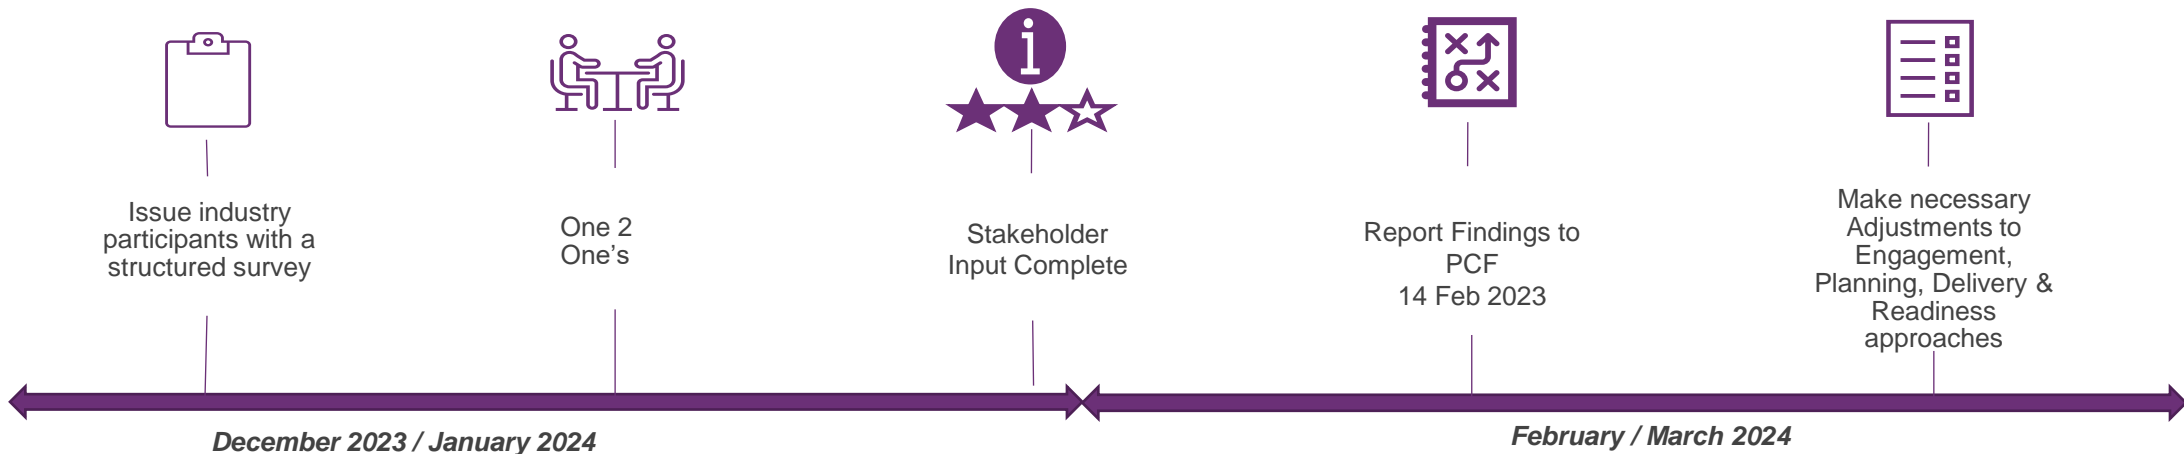 Issue industry
participants with a
structured survey
One 2
One's
Stakeholder
Input Complete
Report Findings to
PCF
14 Feb 2023
Make necessary
Adjustments to
Engagement,
Planning, Delivery &
Readiness
approaches
December 2023 / January 2024
February / March 2024